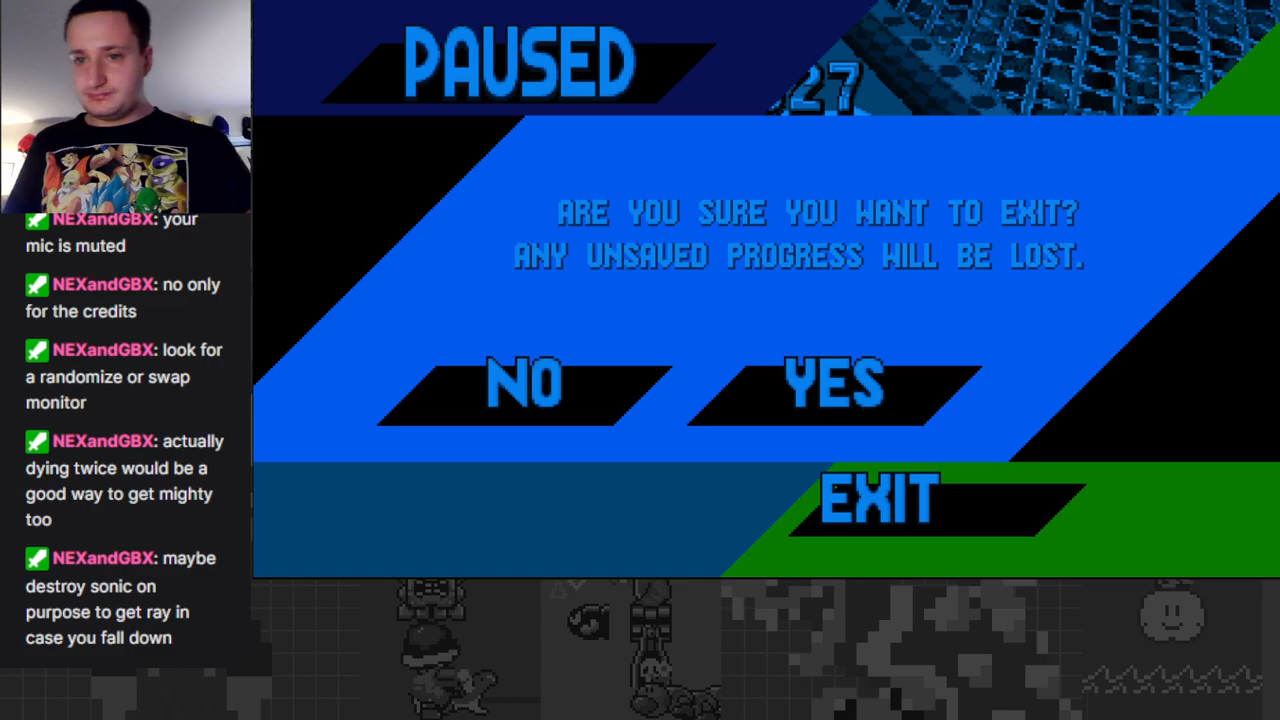 NEXandGBX: your
mic is muted
NEXandGBX: no only
for the credits
NEXandGBX: look for
a randomize or swap
monitor
NEXandGBX: actually
dying twice would be a
good way to get mighty
too
NEXandGBX: maybe
destroy sonic on
purpose to get ray in
case you fall down
PAUSED
27
ARE YOU SURE YOU WANT TO EXIT?
ANY UNSAVED PROGRESS WILL BE LOST.
NO YES
EXIT